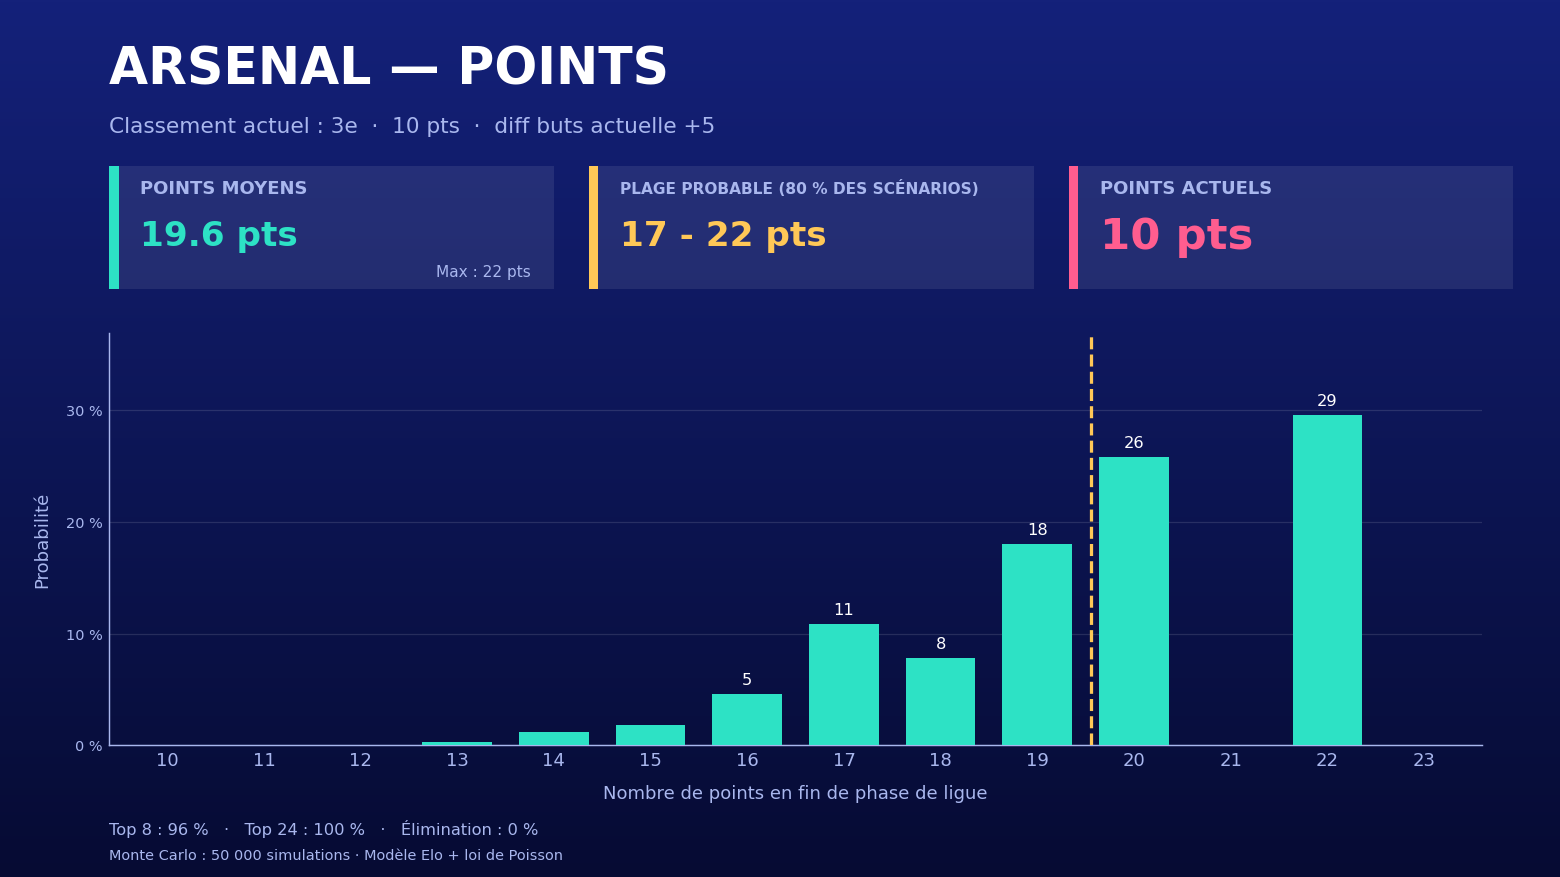 ARSENAL — POINTS
Classement actuel : 3e · 10 pts · diff buts actuelle +5
POINTS MOYENS
19.6 pts
Max : 22 pts
PLAGE PROBABLE (80 % DES SCÉNARIOS)
17 - 22 pts
POINTS ACTUELS
10 pts
Probabilité
30 %
20 %
10 %
0 %
5
11
8
18
26
29
10 11 12 13 14 15 16 17 18 19 20 21 22 23
Nombre de points en fin de phase de ligue
Top 8 : 96 % · Top 24 : 100 % · Élimination : 0 %
Monte Carlo : 50 000 simulations · Modèle Elo + loi de Poisson